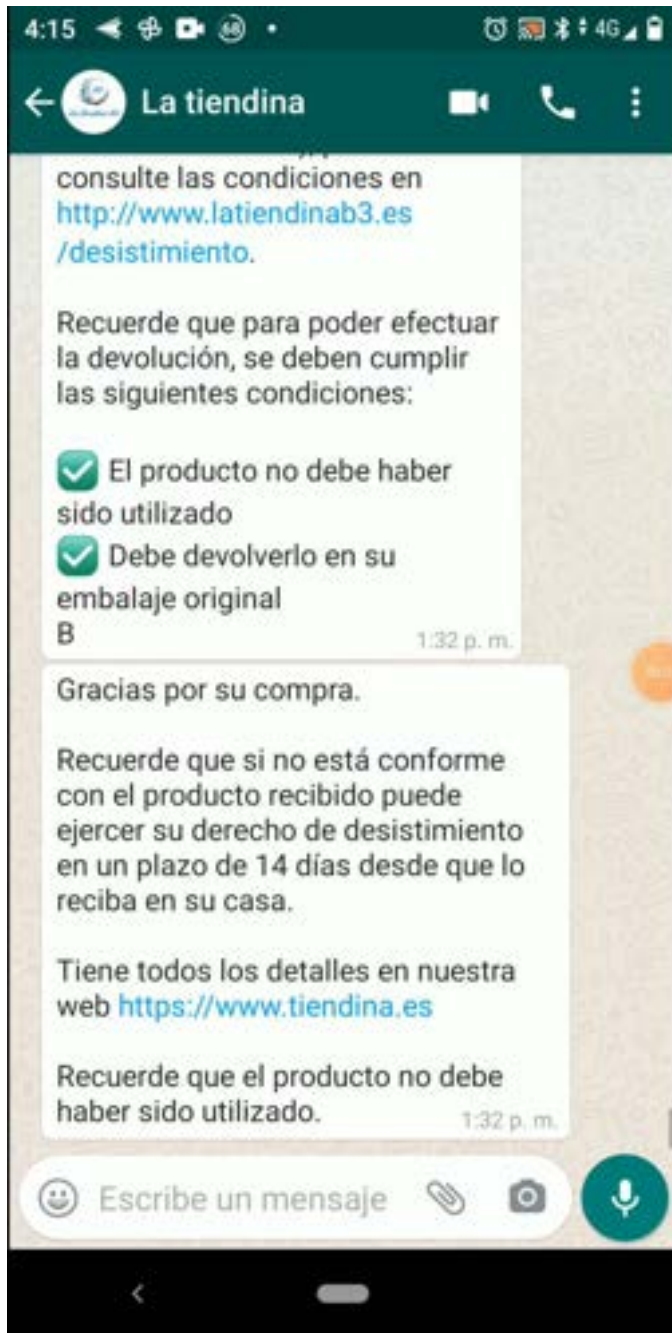 4:15
68
4G
La tiendina
consulte las condiciones en
http://www.latiendinab3.es
/desistimiento.
Recuerde que para poder efectuar
la devolución, se deben cumplir
las siguientes condiciones:
✅ El producto no debe haber
sido utilizado
✅ Debe devolverlo en su
embalaje original
B
1:32 p. m.
Gracias por su compra.
Recuerde que si no está conforme
con el producto recibido puede
ejercer su derecho de desistimiento
en un plazo de 14 días desde que lo
reciba en su casa.
Tiene todos los detalles en nuestra
web https://www.tiendina.es
Recuerde que el producto no debe
haber sido utilizado.
1:32 p. m.
Escribe un mensaje